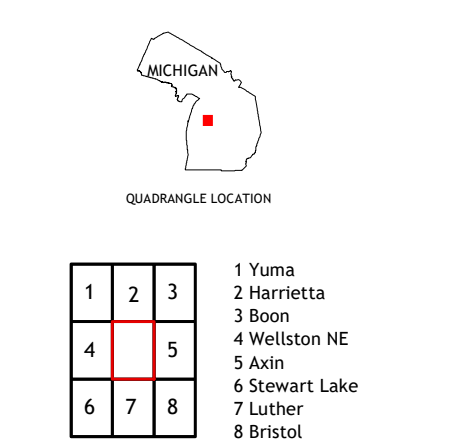 MICHIGAN
QUADRANGLE LOCATION
1 2 3
4 5
6 7 8
1 Yuma
2 Harrietta
3 Boon
4 Wellston NE
5 Axin
6 Stewart Lake
7 Luther
8 Bristol